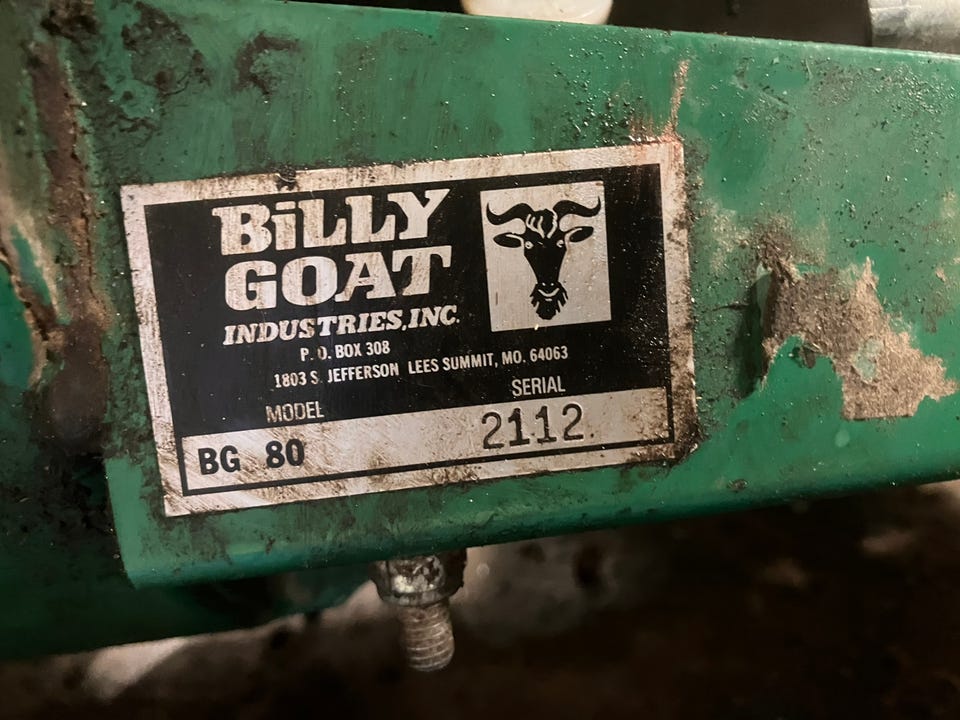 BiLLY
GOAT
INDUSTRIES, INC.
P. O. BOX 308
1803 S. JEFFERSON LEES SUMMIT, MO. 64063
MODEL SERIAL
BG 80 2112.